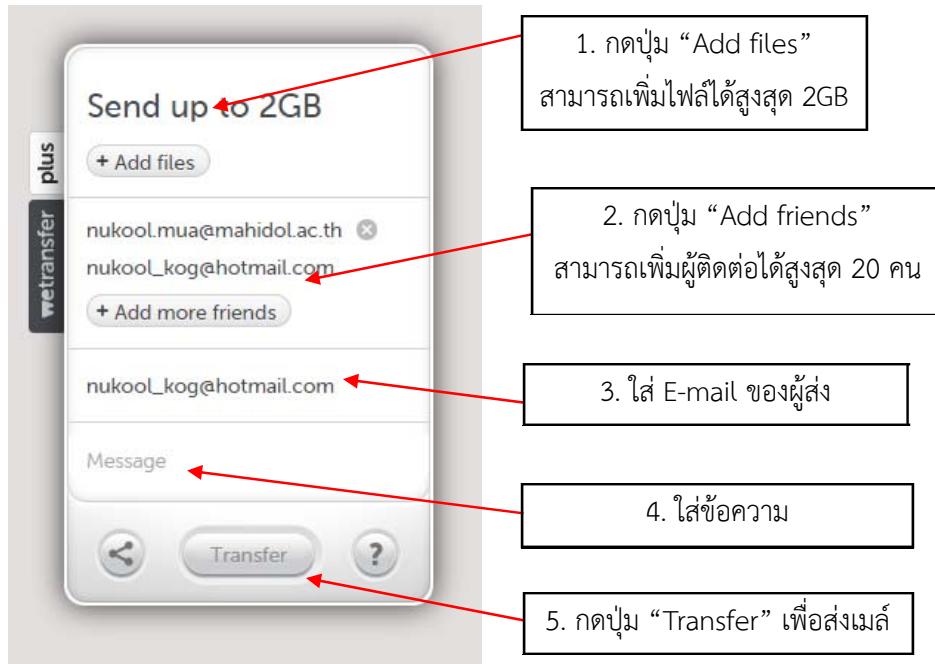 Send up to 2GB
+ Add files
plus
wetransfer
nukool.mua@mahidol.ac.th
nukool_kog@hotmail.com
+ Add more friends
nukool_kog@hotmail.com
Message
Transfer
?
1. กดปุ่ม “Add files”
สามารถเพิ่มไฟล์ได้สูงสุด 2GB
2. กดปุ่ม “Add friends”
สามารถเพิ่มผู้ติดต่อได้สูงสุด 20 คน
3. ใส่ E-mail ของผู้ส่ง
4. ใส่ข้อความ
5. กดปุ่ม “Transfer” เพื่อส่งเมล์